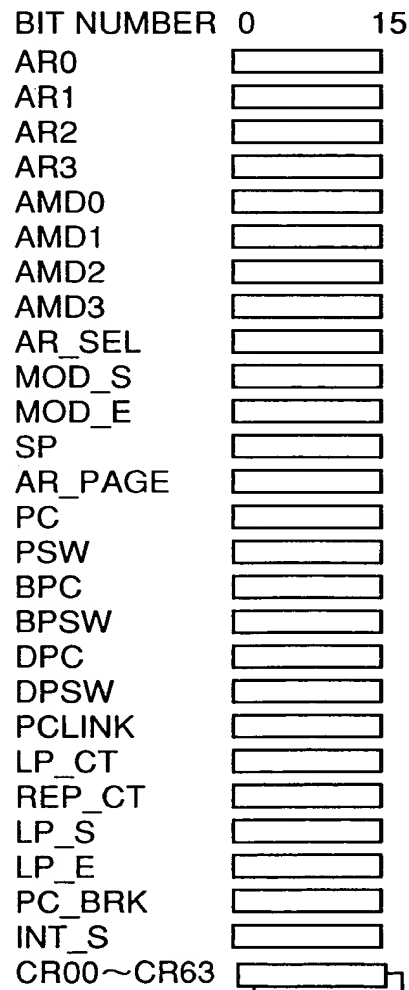 BIT NUMBER 0 15
AR0
AR1
AR2
AR3
AMD0
AMD1
AMD2
AMD3
AR_SEL
MOD_S
MOD_E
SP
AR_PAGE
PC
PSW
BPC
BPSW
DPC
DPSW
PCLINK
LP_CT
REP_CT
LP_S
LP_E
PC_BRK
INT_S
CR00～CR63